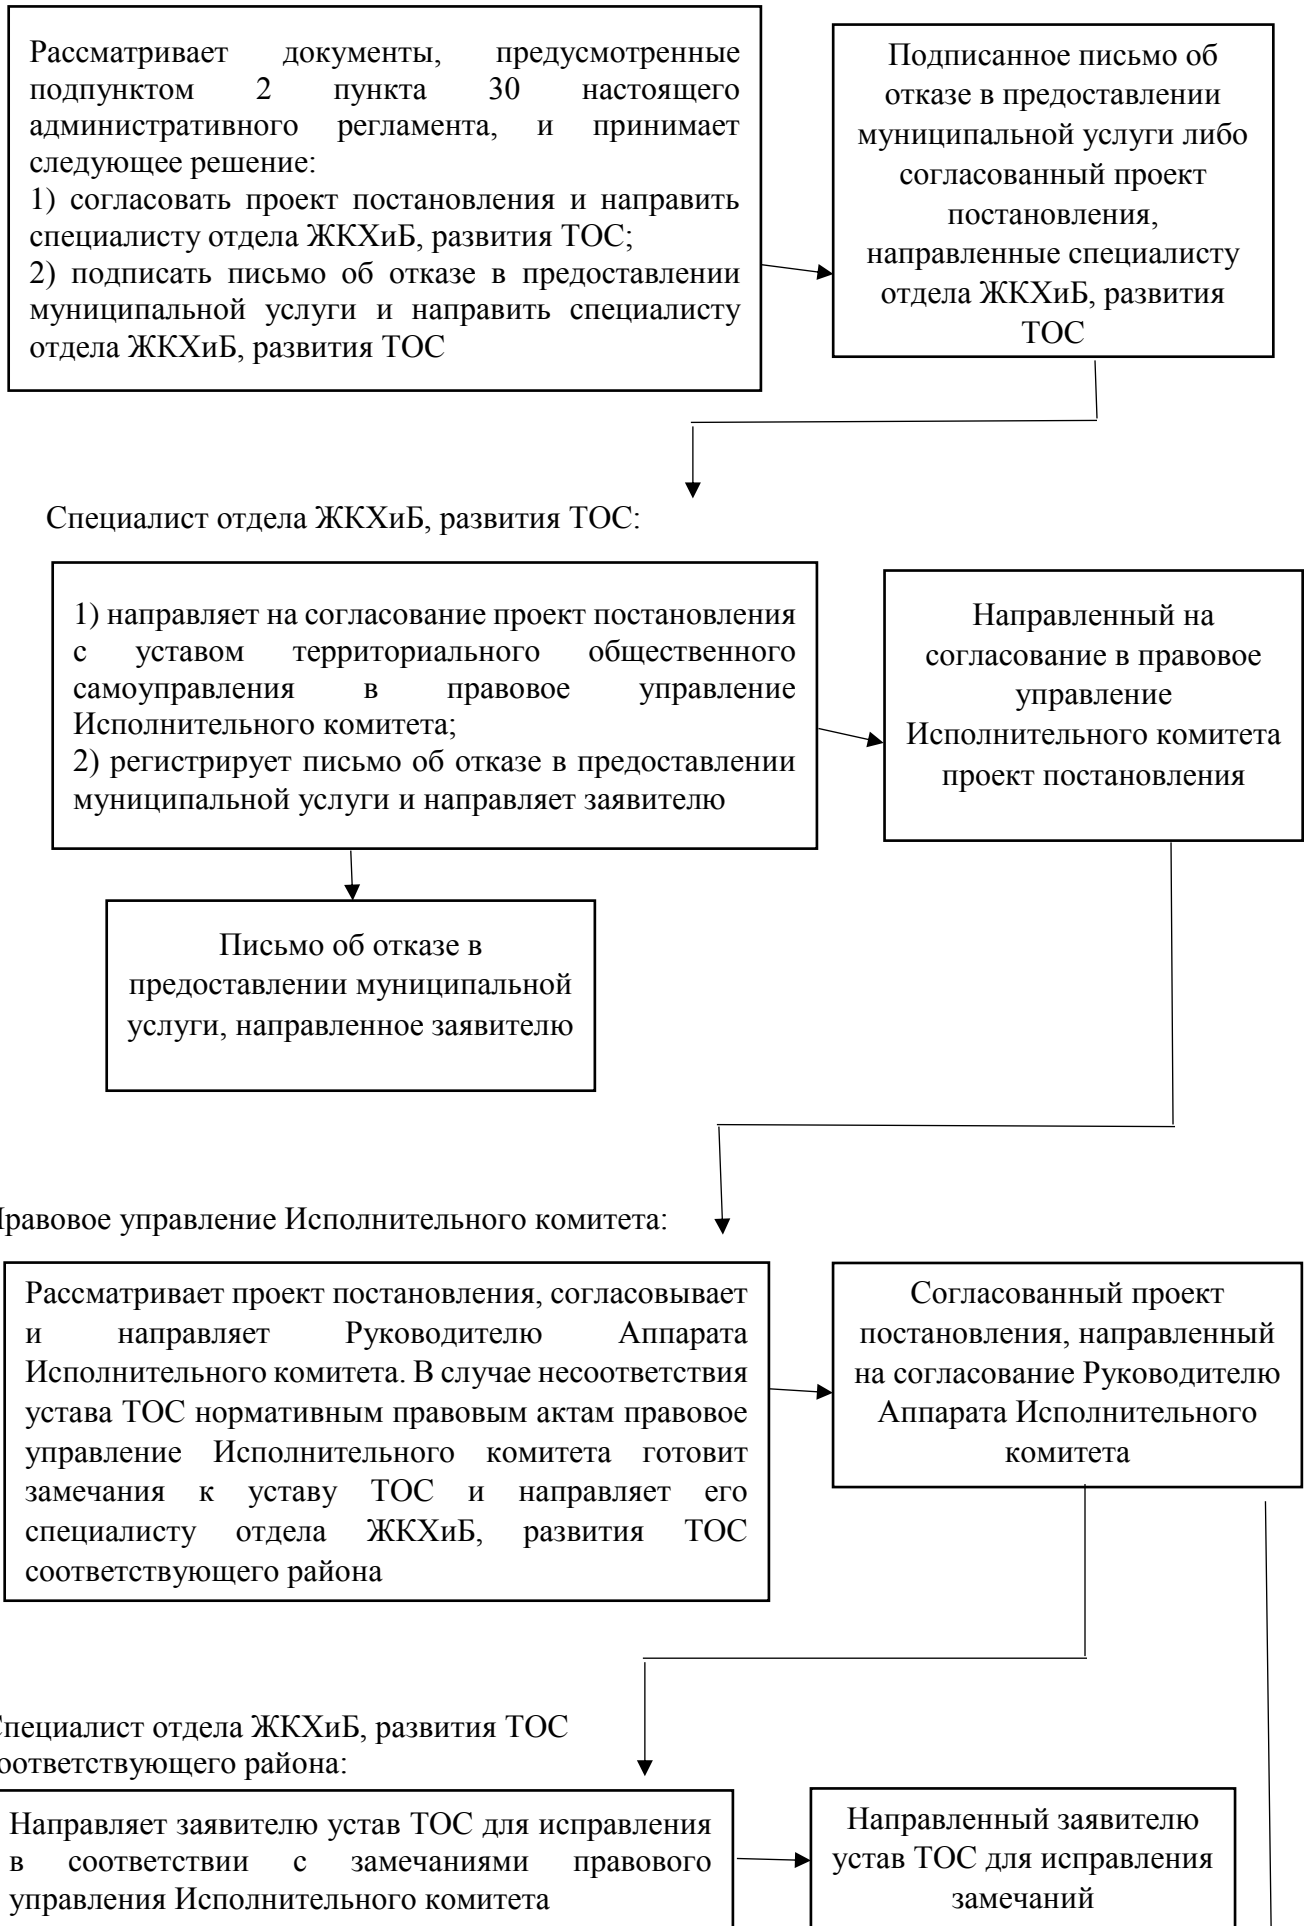 Рассматривает документы, предусмотренные
подпунктом 2 пункта 30 настоящего
административного регламента, и принимает
следующее решение:
1) согласовать проект постановления и направить
специалисту отдела ЖКХиБ, развития ТОС;
2) подписать письмо об отказе в предоставлении
муниципальной услуги и направить специалисту
отдела ЖКХиБ, развития ТОС
Подписанное письмо об
отказе в предоставлении
муниципальной услуги либо
согласованный проект
постановления,
направленные специалисту
отдела ЖКХиБ, развития
ТОС
Специалист отдела ЖКХиБ, развития ТОС:
1) направляет на согласование проект постановления
с уставом территориального общественного
самоуправления в правовое управление
Исполнительного комитета;
2) регистрирует письмо об отказе в предоставлении
муниципальной услуги и направляет заявителю
Направленный на
согласование в правовое
управление
Исполнительного комитета
проект постановления
Письмо об отказе в
предоставлении муниципальной
услуги, направленное заявителю
Правовое управление Исполнительного комитета:
Рассматривает проект постановления, согласовывает
и направляет Руководителю Аппарата
Исполнительного комитета. В случае несоответствия
устава ТОС нормативным правовым актам правовое
управление Исполнительного комитета готовит
замечания к уставу ТОС и направляет его
специалисту отдела ЖКХиБ, развития ТОС
соответствующего района
Согласованный проект
постановления, направленный
на согласование Руководителю
Аппарата Исполнительного
комитета
Специалист отдела ЖКХиБ, развития ТОС
соответствующего района:
Направляет заявителю устав ТОС для исправления
в соответствии с замечаниями правового
управления Исполнительного комитета
Направленный заявителю
устав ТОС для исправления
замечаний